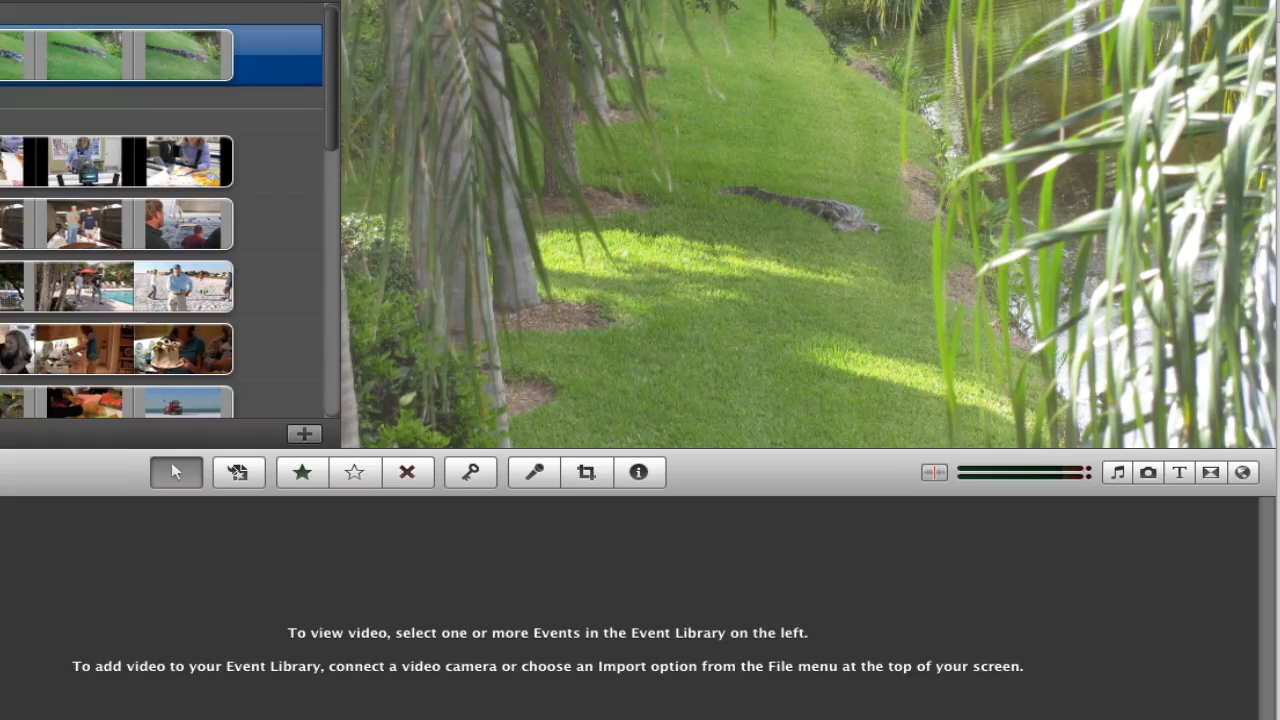 To view video, select one or more Events in the Event Library on the left.
To add video to your Event Library, connect a video camera or choose an Import option from the File menu at the top of your screen.